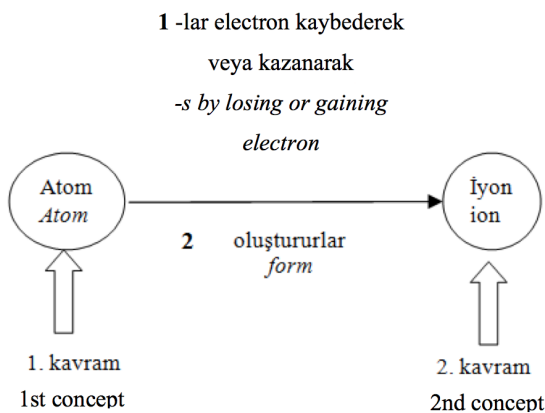 1 -lar electron kaybederek
veya kazanarak
-s by losing or gaining
electron
Atom
Atom
İyon
ion
2 oluştururlar
form
1. kavram
1st concept
2. kavram
2nd concept